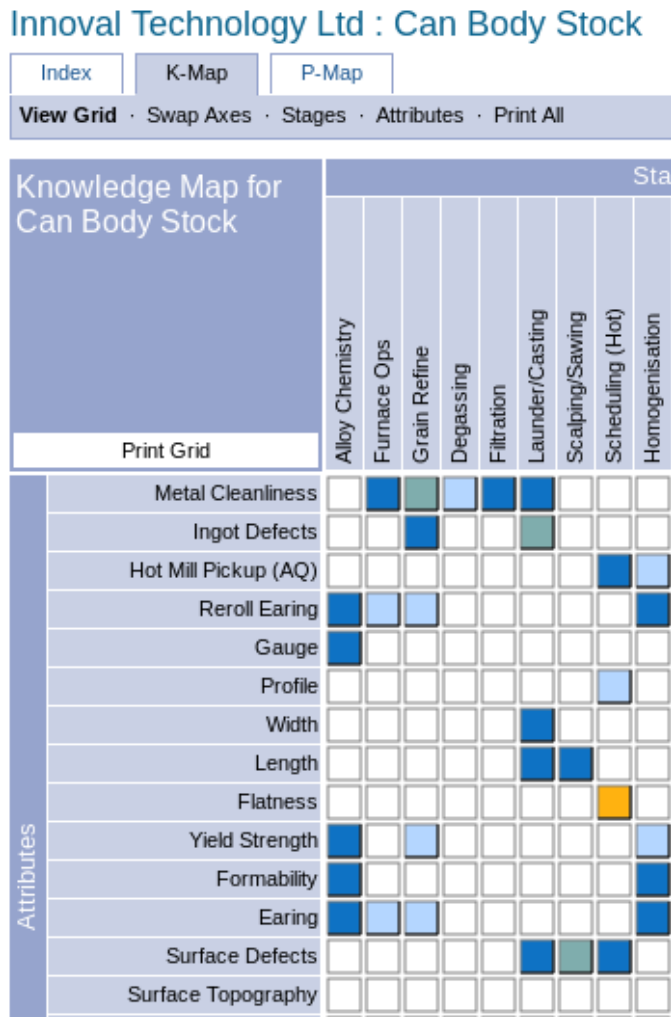 Innoval Technology Ltd : Can Body Stock
Index
K-Map
P-Map
View Grid · Swap Axes · Stages · Attributes · Print All
Knowledge Map for
Can Body Stock
Print Grid
Sta
Alloy Chemistry
Furnace Ops
Grain Refine
Degassing
Filtration
Launder/Casting
Scalping/Sawing
Scheduling (Hot)
Homogenisation
Attributes
Metal Cleanliness
Ingot Defects
Hot Mill Pickup (AQ)
Reroll Earing
Gauge
Profile
Width
Length
Flatness
Yield Strength
Formability
Earing
Surface Defects
Surface Topography